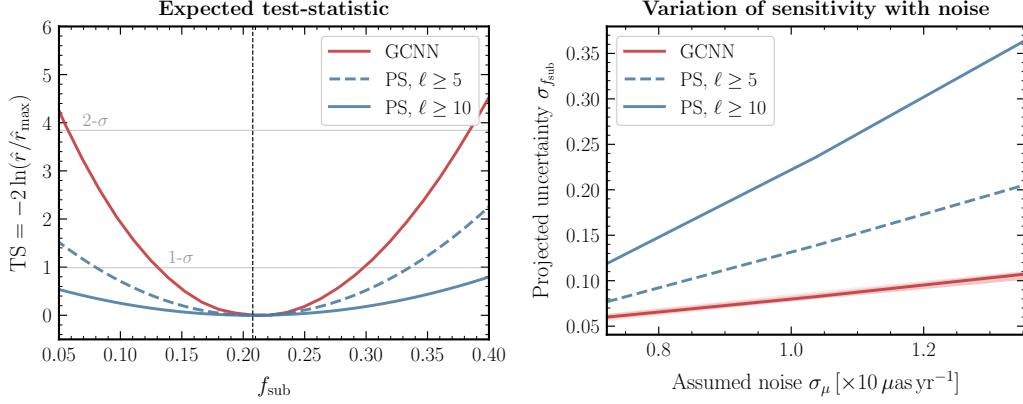 Expected test-statistic
TS = −2 ln(r̂/r̂max)
6
5
4
3
2
1
0
2-σ
1-σ
GCNN
PS, ℓ ≥ 5
PS, ℓ ≥ 10
0.05 0.10 0.15 0.20 0.25 0.30 0.35 0.40
fsub
Variation of sensitivity with noise
Projected uncertainty σfsub
0.35
0.30
0.25
0.20
0.15
0.10
0.05
GCNN
PS, ℓ ≥ 5
PS, ℓ ≥ 10
0.8 1.0 1.2
Assumed noise σμ [×10 μas yr⁻¹]